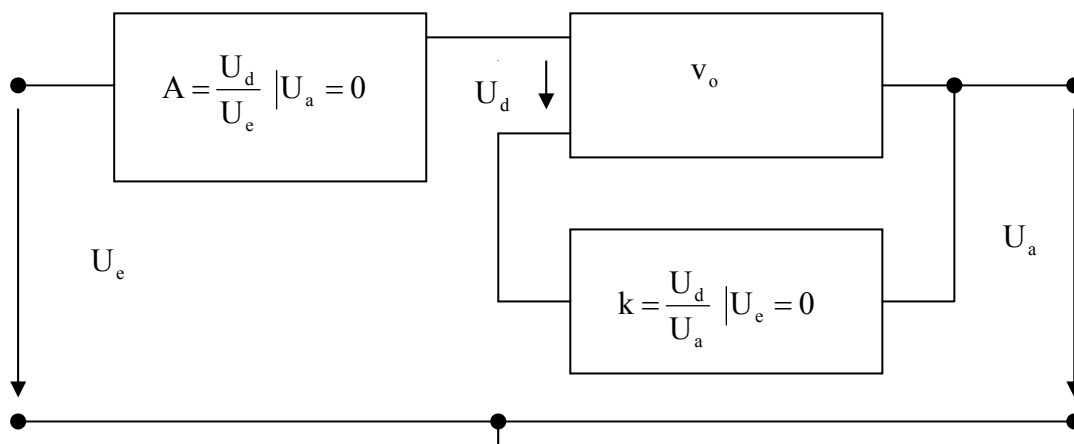 A = U_d / U_e |U_a = 0
U_d
v_o
U_e
U_a
k = U_d / U_a |U_e = 0